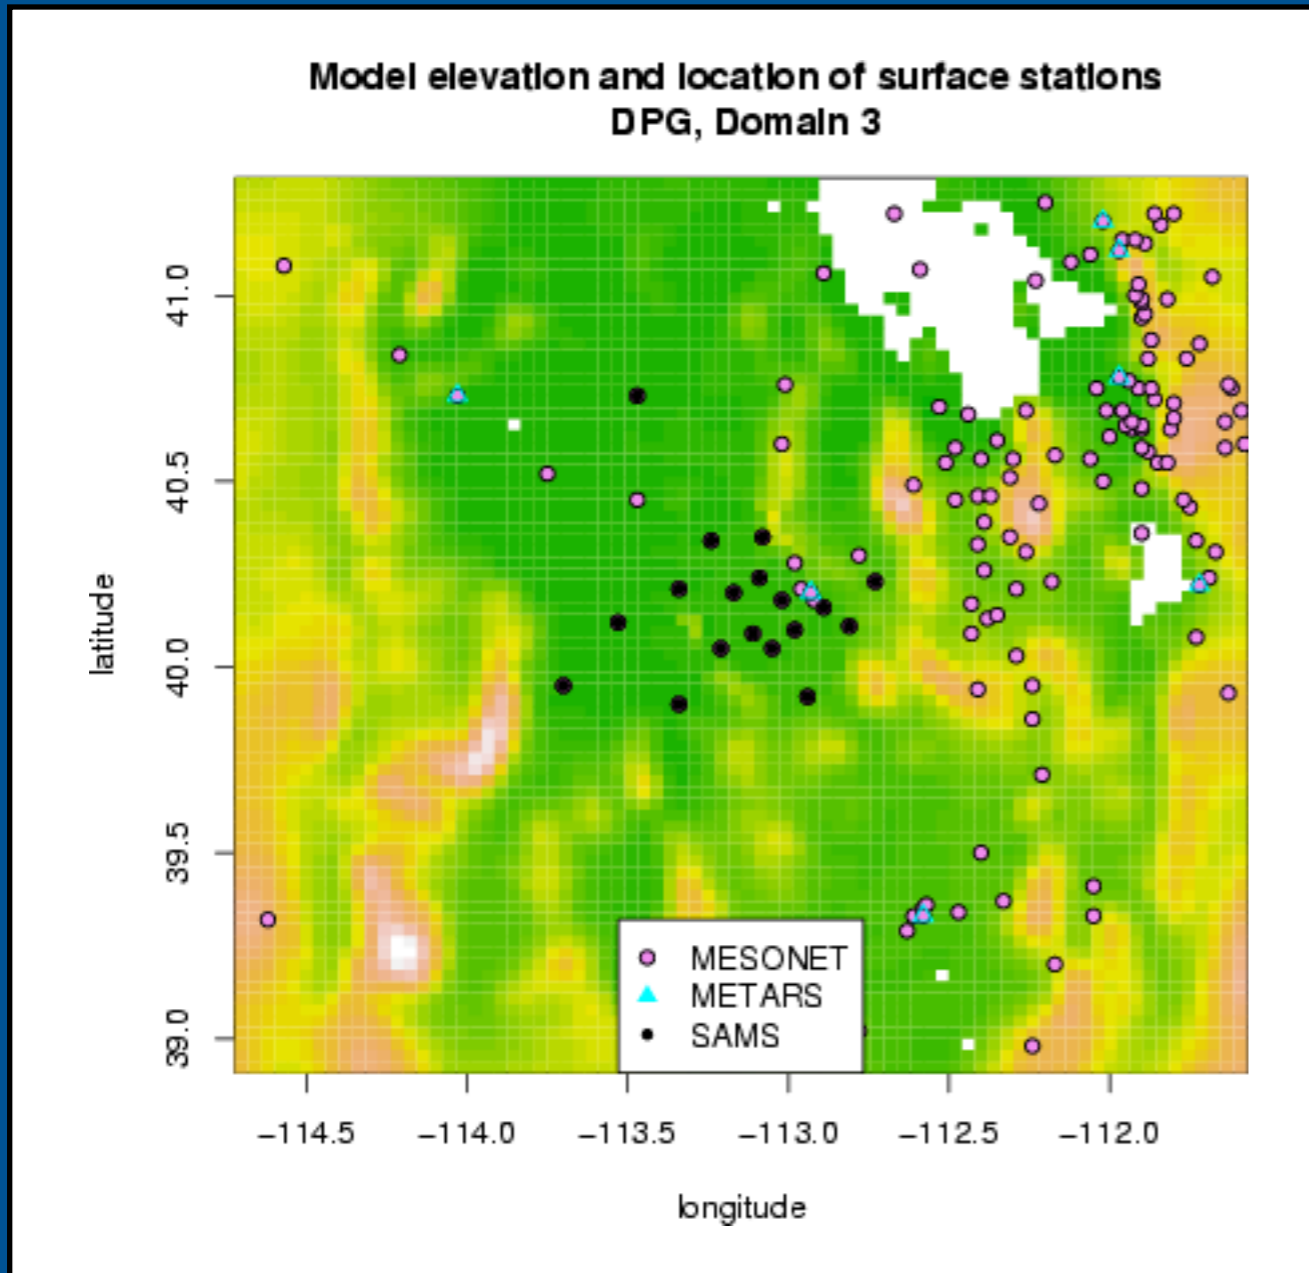 Model elevation and location of surface stations
DPG, Domain 3
latitude
41.0
40.5
40.0
39.5
39.0
MESONET
METARS
SAMS
−114.5 −114.0 −113.5 −113.0 −112.5 −112.0
longitude